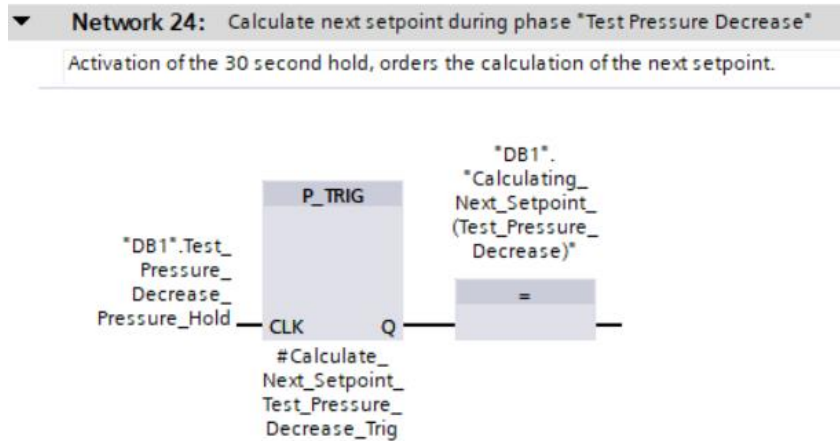 Network 24: Calculate next setpoint during phase "Test Pressure Decrease"
Activation of the 30 second hold, orders the calculation of the next setpoint.
"DB1".
"Calculating_
Next_Setpoint_
(Test_Pressure_
Decrease)"
P_TRIG
"DB1".Test_
Pressure_
Decrease_
Pressure_Hold
=
CLK Q
#Calculate_
Next_Setpoint_
Test_Pressure_
Decrease_Trig